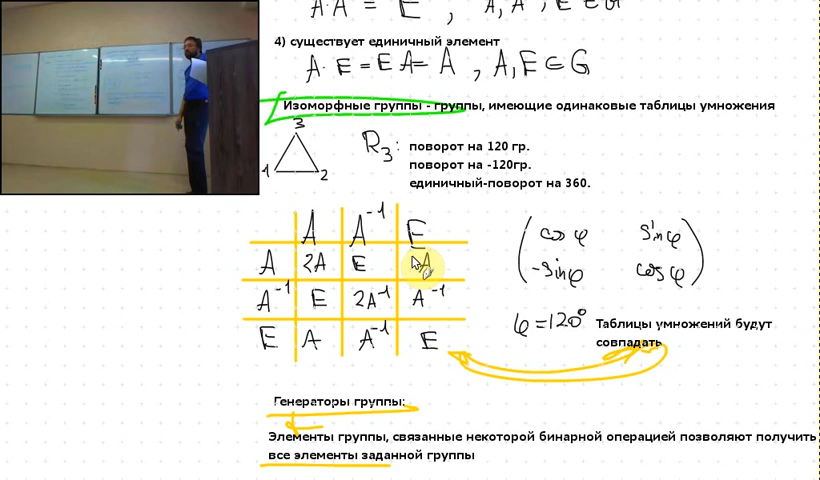 A·A = E , A, A , E ∈ G
4) существует единичный элемент
A·E = EA = A , A, E ∈ G
Изоморфные группы - группы, имеющие одинаковые таблицы умножения
3
1 2
R₃ : поворот на 120 гр.
поворот на -120гр.
единичный-поворот на 360.
A A⁻¹ E
A 2A E A
A⁻¹ E 2A⁻¹ A⁻¹
E A A⁻¹ E
cos φ sin φ
-sin φ cos φ
φ = 120°
Таблицы умножений будут
совпадать
Генераторы группы:
Элементы группы, связанные некоторой бинарной операцией позволяют получить
все элементы заданной группы